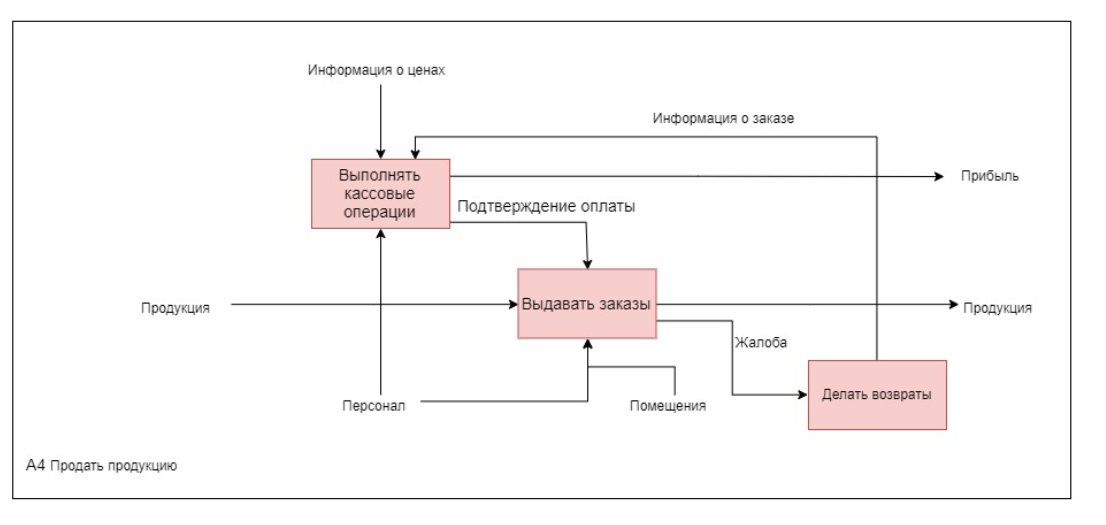 Информация о ценах
Информация о заказе
Выполнять
кассовые
операции
Прибыль
Подтверждение оплаты
Продукция
Выдавать заказы
Продукция
Жалоба
Делать возвраты
Персонал
Помещения
А4 Продать продукцию